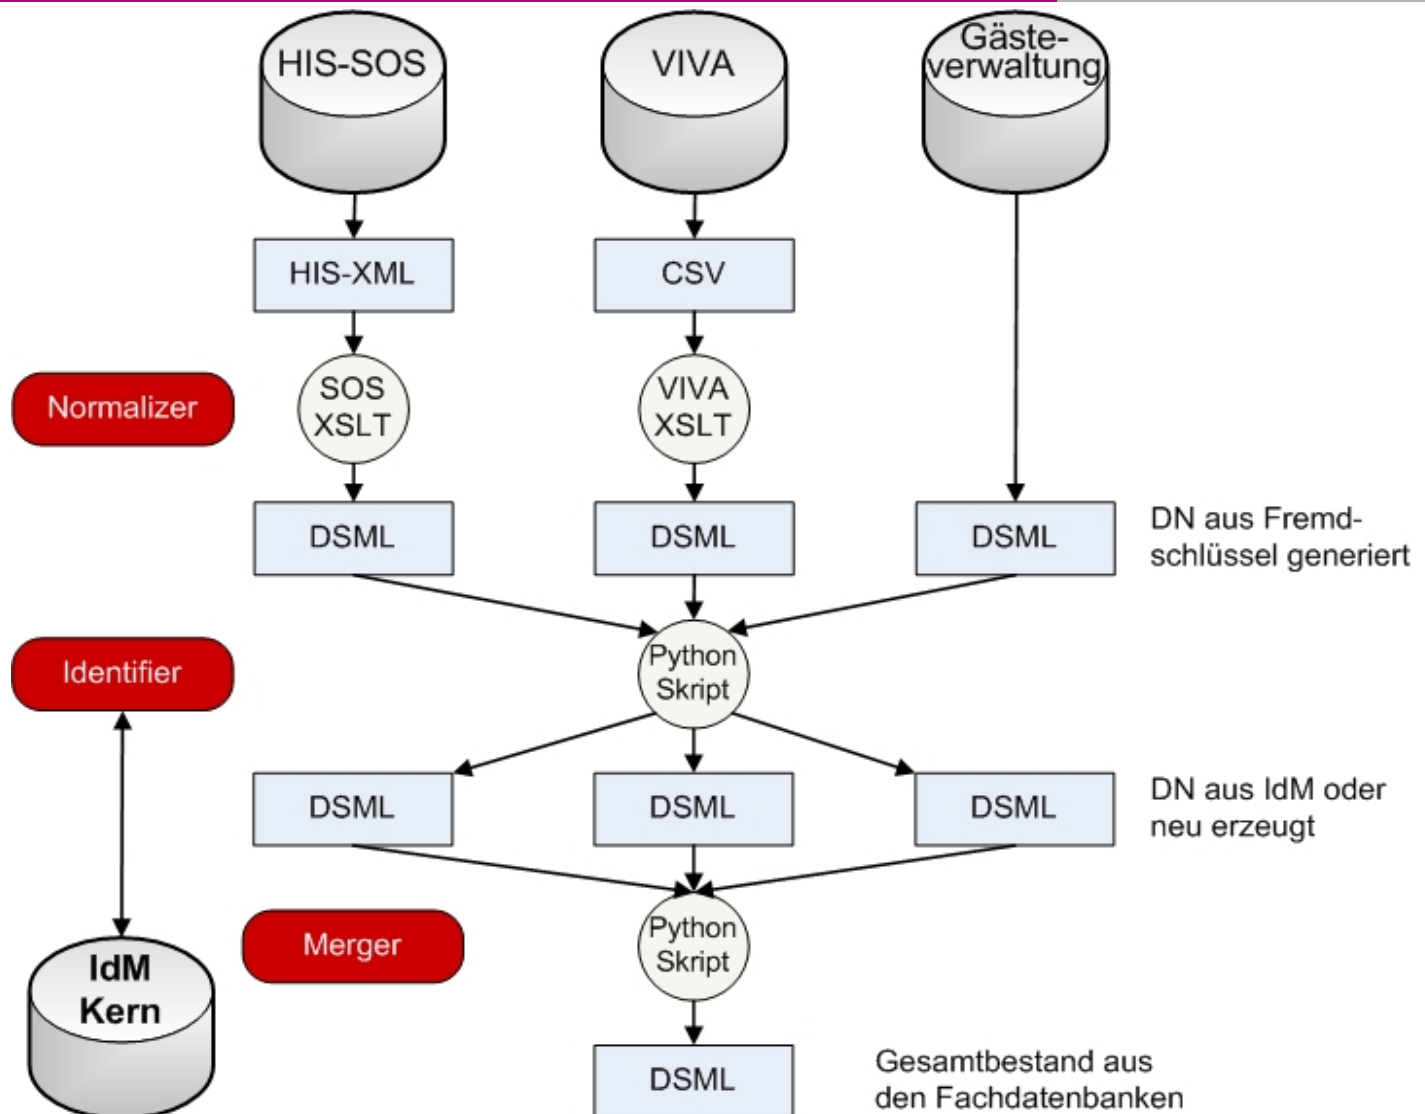 HIS-SOS
VIVA
Gäste-
verwaltung
HIS-XML
CSV
Normalizer
SOS
XSLT
VIVA
XSLT
DSML
DSML
DSML
DN aus Fremd-
schlüssel generiert
Identifier
Python
Skript
DSML
DSML
DSML
DN aus IdM oder
neu erzeugt
Merger
Python
Skript
IdM
Kern
DSML
Gesamtbestand aus
den Fachdatenbanken